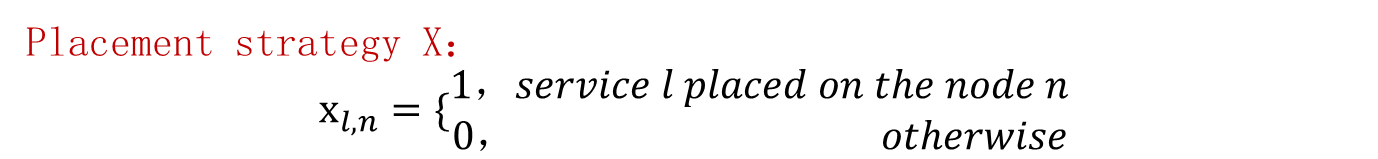 Placement strategy X：
x_{l,n} = {1，service l placed on the node n
0，otherwise